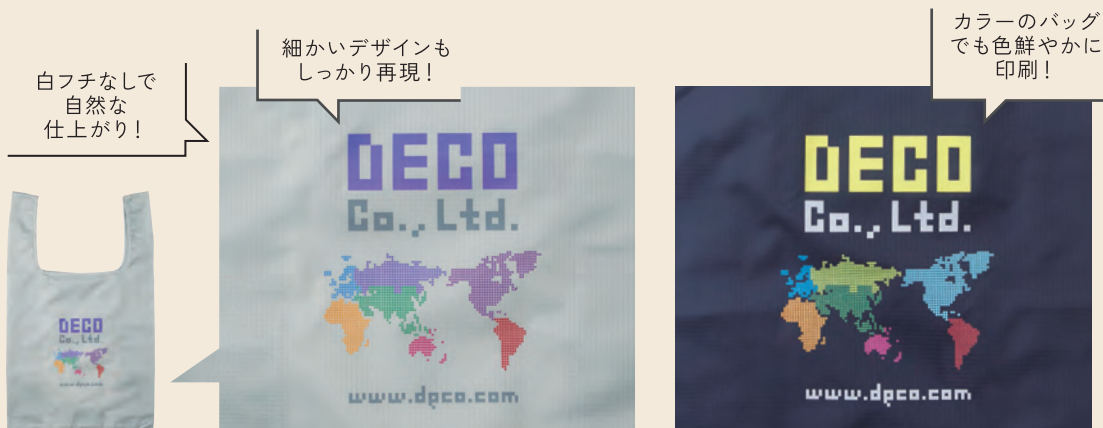 白フチなしで
自然な
仕上がり！
細かいデザインも
しっかり再現！
カラーのバッグ
でも色鮮やかに
印刷！
DECO
Co., Ltd.
www.dpco.com
DECO
Co., Ltd.
www.dpco.com
DECO
Co., Ltd.